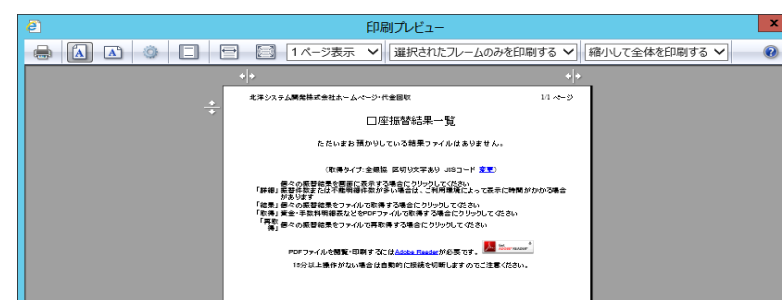 印刷プレビュー
1 ページ表示
選択されたフレームのみを印刷する
縮小して全体を印刷する
北洋システム開発株式会社ホームページ・代金回収
1/1 ページ
口座振替結果一覧
ただいまお預かりしている結果ファイルはありません。
(取得タイプ:全銀協 区切り文字あり JISコード 変更)
「詳細」 個々の振替結果を画面に表示する場合にクリックしてください
振替件数または不能明細件数が多い場合は、ご利用環境によって表示に時間がかかる場合
があります
「結果」 個々の振替結果をファイルで取得する場合にクリックしてください
「取得」 資金・手数料明細表などをPDFファイルで取得する場合にクリックしてください
「再取得」 個々の振替結果をファイルで再取得する場合にクリックしてください
PDFファイルを閲覧・印刷するにはAdobe Readerが必要です。
15分以上操作がない場合は自動的に接続を切断しますのでご注意ください。